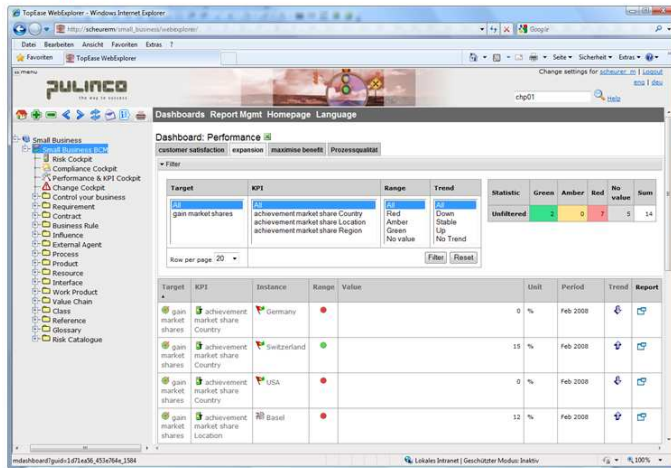 TopEase WebExplorer - Windows Internet Explorer
http://scheurerm/small_business/webexplorer/
Google
Datei Bearbeiten Ansicht Favoriten Extras ?
Favoriten TopEase WebExplorer
Seite Sicherheit Extras
menu
PULINCO
the way to success
Change settings for scheurer_m | Logout
eng | deu
chp01
Help
Dashboards Report Mgmt Homepage Language
Small Business
Small Business BCM
Risk Cockpit
Compliance Cockpit
Performance & KPI Cockpit
Change Cockpit
Control your business
Requirement
Contract
Business Rule
Influence
External Agent
Process
Product
Resource
Interface
Work Product
Value Chain
Class
Reference
Glossary
Risk Catalogue
Dashboard: Performance
customer satisfaction expansion maximise benefit Prozessqualität
Filter
Target KPI Range Trend
All All All All
gain market shares achievement market share Country Red Down
achievement market share Location Amber Stable
achievement market share Region Green Up
No value No Trend
Row per page 20 Filter Reset
Statistic Green Amber Red No value Sum
Unfiltered 2 0 7 5 14
Target KPI Instance Range Value Unit Period Trend Report
gain market shares achievement market share Country Germany 0 % Feb 2008
gain market shares achievement market share Country Switzerland 15 % Feb 2008
gain market shares achievement market share Country USA 0 % Feb 2008
gain market shares achievement market share Location Basel 12 % Feb 2008
Lokales Intranet | Geschützter Modus: Inaktiv
100%